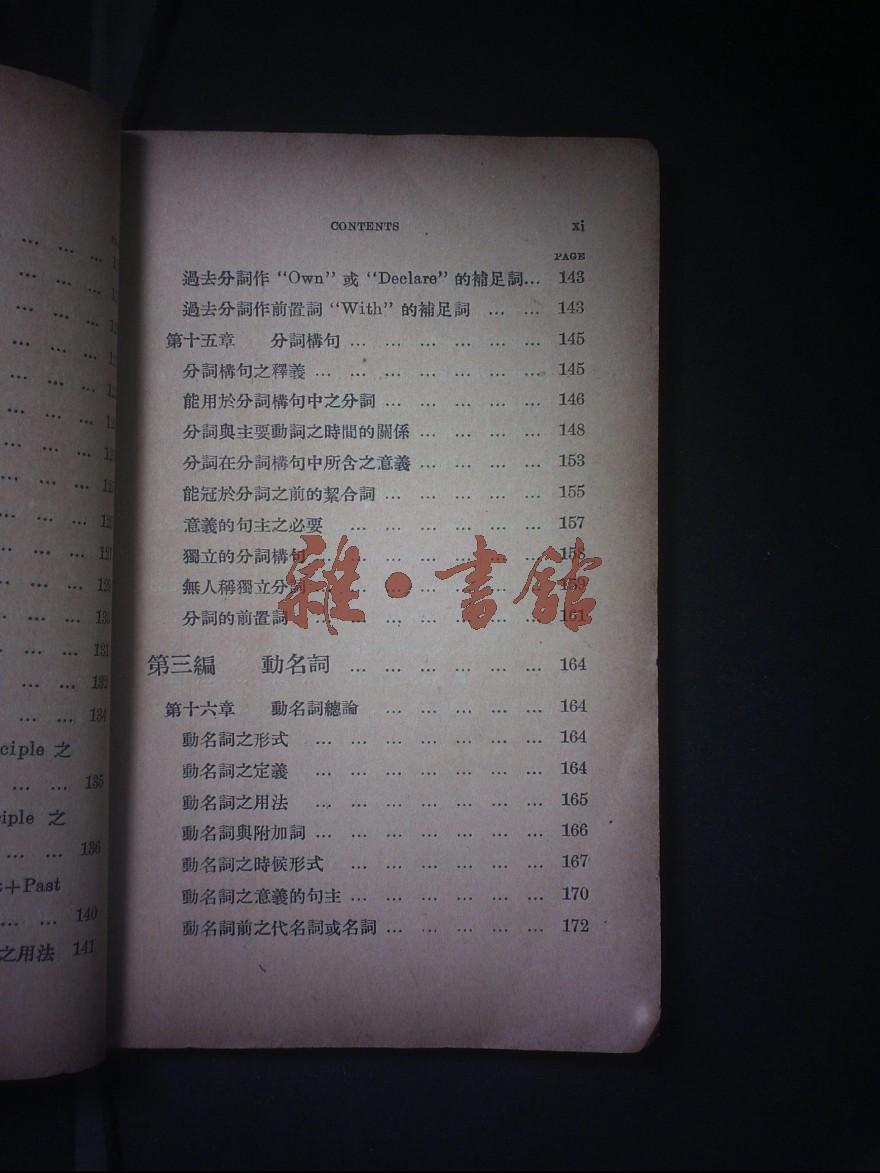 … …
… … …
… … …
… … …
… … …
… … …
… … …
… … …
… … … 126
… … 127
… … 129
… … 130
… … 131
… … 132
… … 134
ciple 之
… … 135
iple 之
… … 136
+Past
… … 140
之用法 141
CONTENTS xi
PAGE
過去分詞作 “Own” 或 “Declare” 的補足詞… 143
過去分詞作前置詞 “With” 的補足詞 … … 143
第十五章 分詞構句 … … … … … … 145
分詞構句之釋義 … … … … … … … 145
能用於分詞構句中之分詞 … … … … … 146
分詞與主要動詞之時間的關係 … … … … 148
分詞在分詞構句中所含之意義 … … … … 153
能冠於分詞之前的絜合詞 … … … … … 155
意義的句主之必要 … … … … … … 157
獨立的分詞構句 … … … … … … … 158
無人稱獨立分詞 … … … … … … … 159
分詞的前置詞 … … … … … … … 161
雜·書館
第三編 動名詞 … … … … … … 164
第十六章 動名詞總論 … … … … … 164
動名詞之形式 … … … … … … … 164
動名詞之定義 … … … … … … … 164
動名詞之用法 … … … … … … … 165
動名詞與附加詞 … … … … … … … 166
動名詞之時候形式 … … … … … … 167
動名詞之意義的句主 … … … … … … 170
動名詞前之代名詞或名詞 … … … … … 172